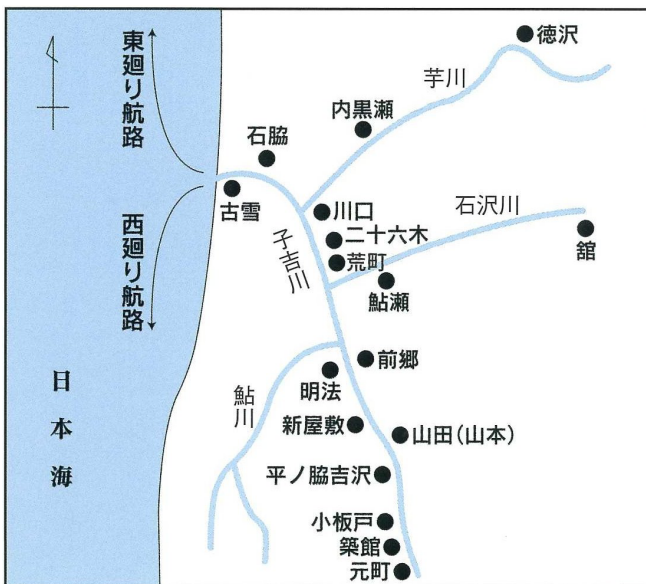 東廻り航路
西廻り航路
日本海
徳沢
芋川
内黒瀬
石脇
古雪
川口
石沢川
二十六木
子吉川
荒町
舘
鮎瀬
前郷
明法
鮎川
新屋敷
山田(山本)
平ノ脇吉沢
小板戸
築館
元町